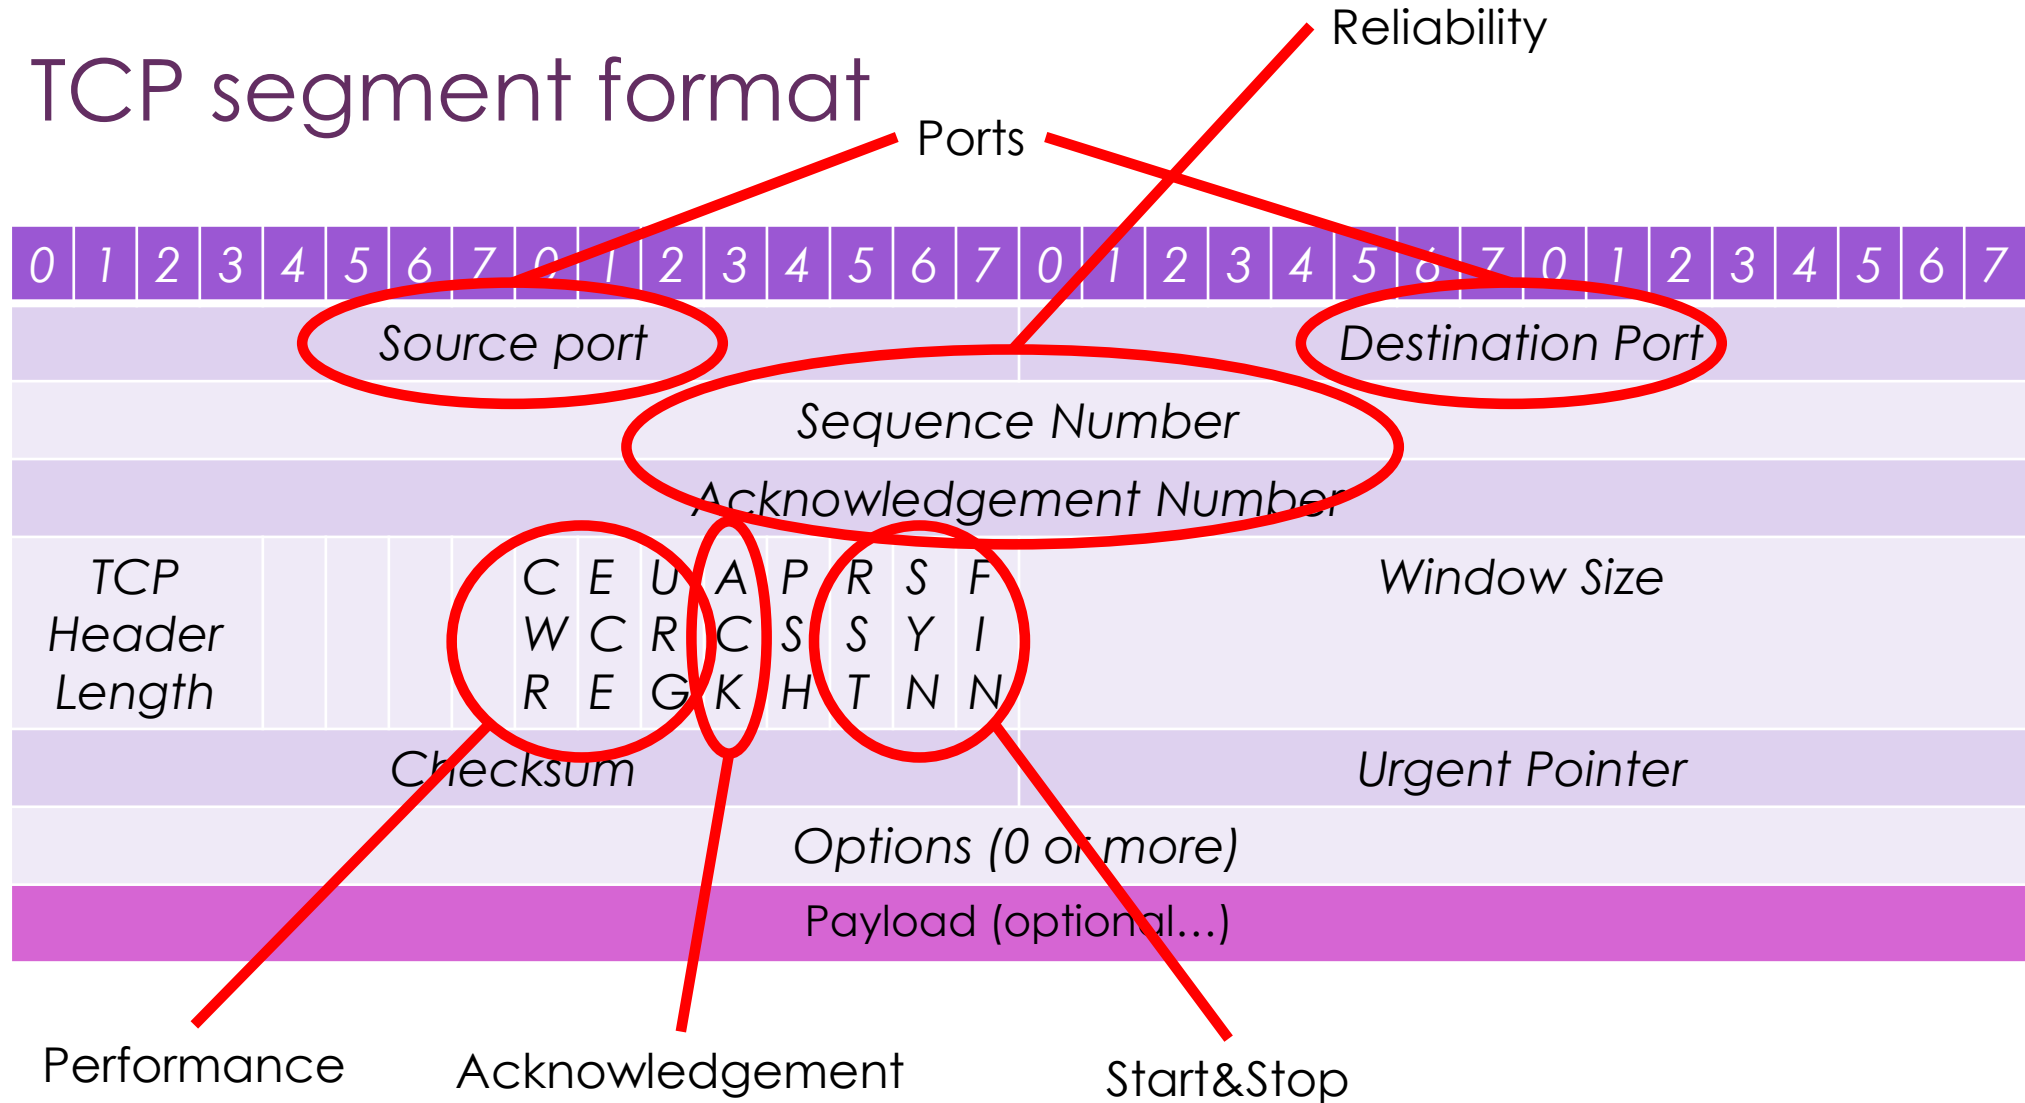 Reliability
TCP segment format
Ports
0 1 2 3 4 5 6 7 0 1 2 3 4 5 6 7 0 1 2 3 4 5 6 7 0 1 2 3 4 5 6 7
Source port Destination Port
Sequence Number
Acknowledgement Number
TCP C E U A P R S F Window Size
Header W C R C S S Y I
Length R E G K H T N N
Checksum Urgent Pointer
Options (0 or more)
Payload (optional...)
Performance Acknowledgement Start&Stop